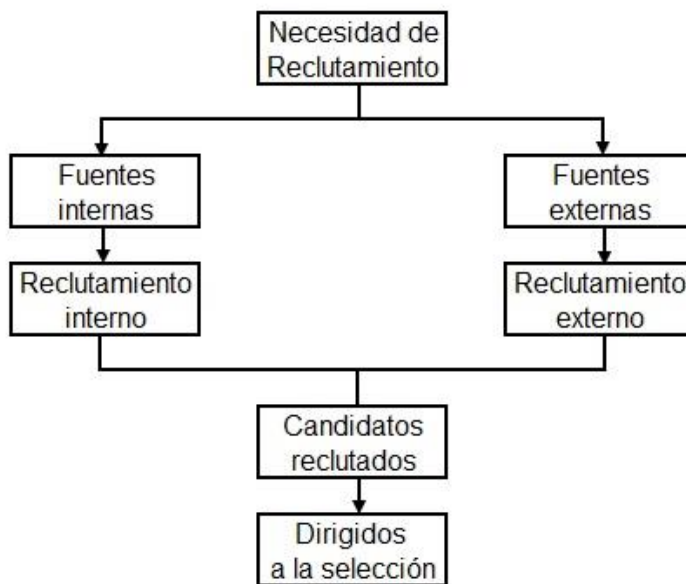 Necesidad de
Reclutamiento
Fuentes
internas
Fuentes
externas
Reclutamiento
interno
Reclutamiento
externo
Candidatos
reclutados
Dirigidos
a la selección